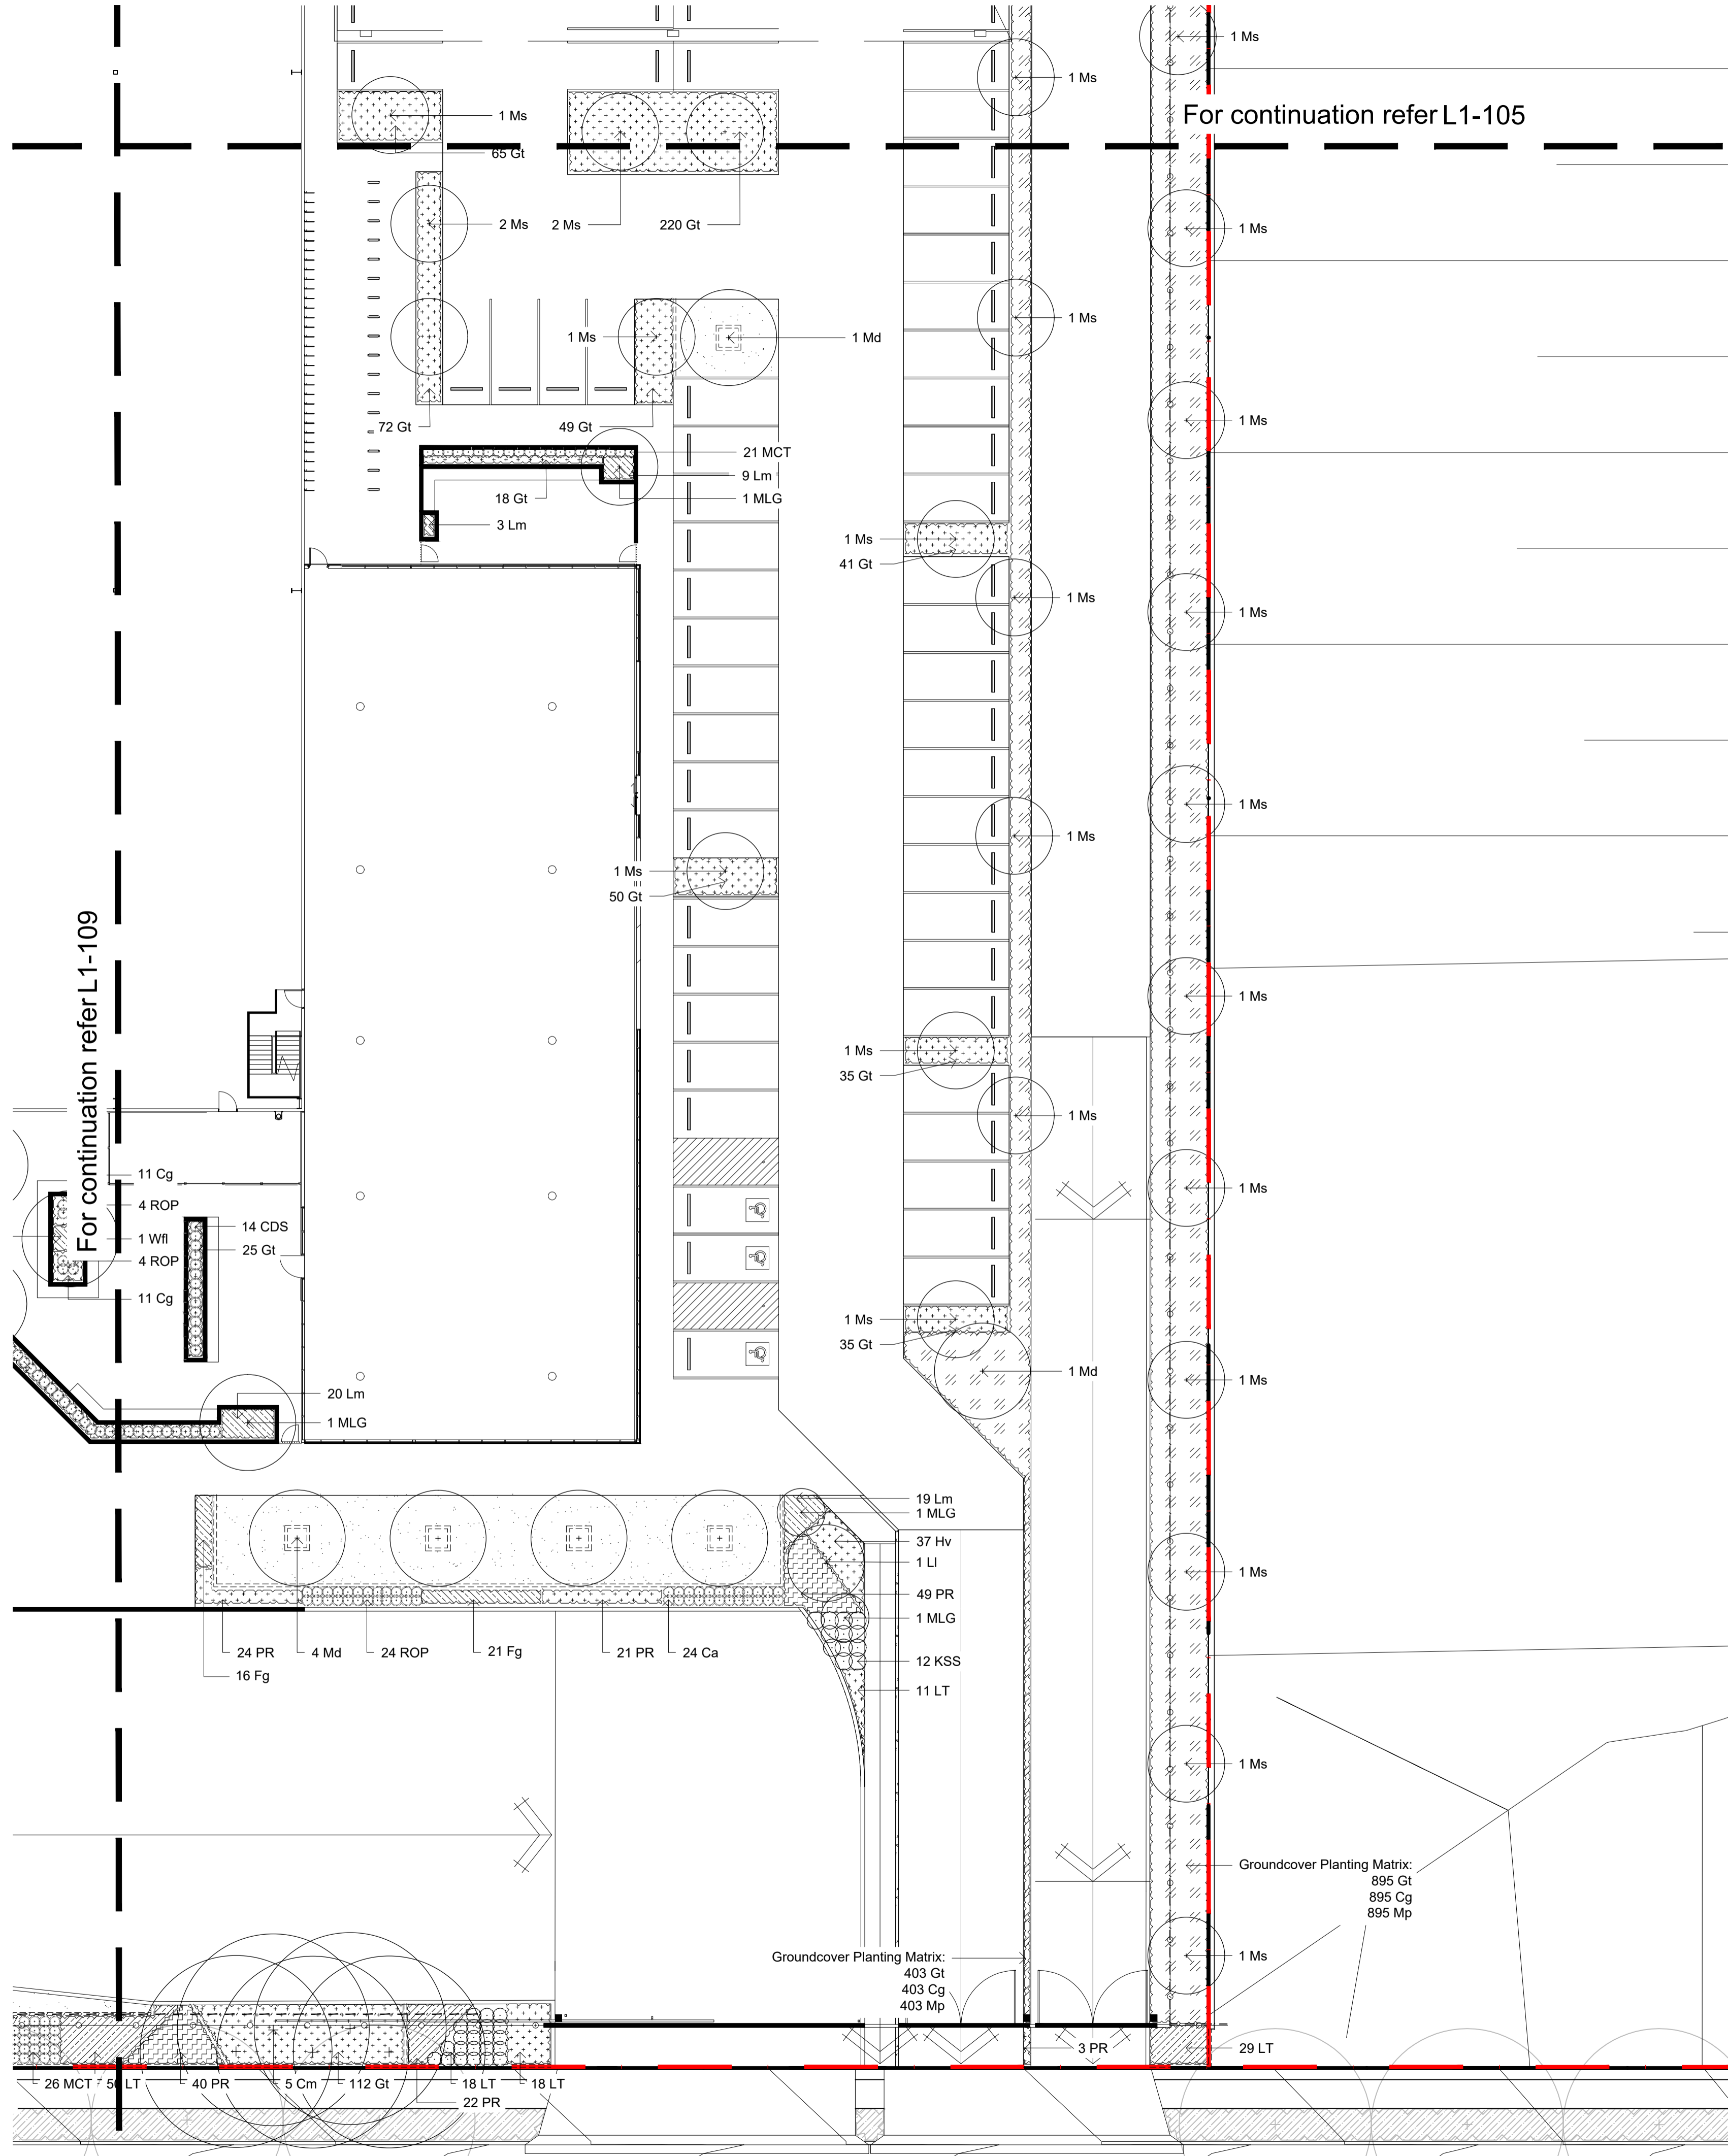 1 Ms
1 Ms
For continuation refer L1-105
1 Ms
65 Gt
2 Ms
2 Ms
220 Gt
1 Ms
1 Ms
1 Ms
1 Md
72 Gt
49 Gt
1 Ms
21 MCT
9 Lm
18 Gt
1 MLG
3 Lm
1 Ms
41 Gt
1 Ms
1 Ms
1 Ms
1 Ms
1 Ms
50 Gt
For continuation refer L1-109
1 Ms
1 Ms
35 Gt
1 Ms
11 Cg
4 ROP
1 Wfl
4 ROP
11 Cg
14 CDS
25 Gt
1 Ms
1 Ms
35 Gt
1 Md
1 Ms
20 Lm
1 MLG
19 Lm
1 MLG
37 Hv
1 Ll
49 PR
1 MLG
12 KSS
11 LT
1 Ms
24 PR
4 Md
24 ROP
21 Fg
21 PR
24 Ca
16 Fg
1 Ms
Groundcover Planting Matrix:
895 Gt
895 Cg
895 Mp
Groundcover Planting Matrix:
403 Gt
403 Cg
403 Mp
1 Ms
3 PR
29 LT
26 MCT
56 LT
40 PR
5 Cm
112 Gt
18 LT
18 LT
22 PR